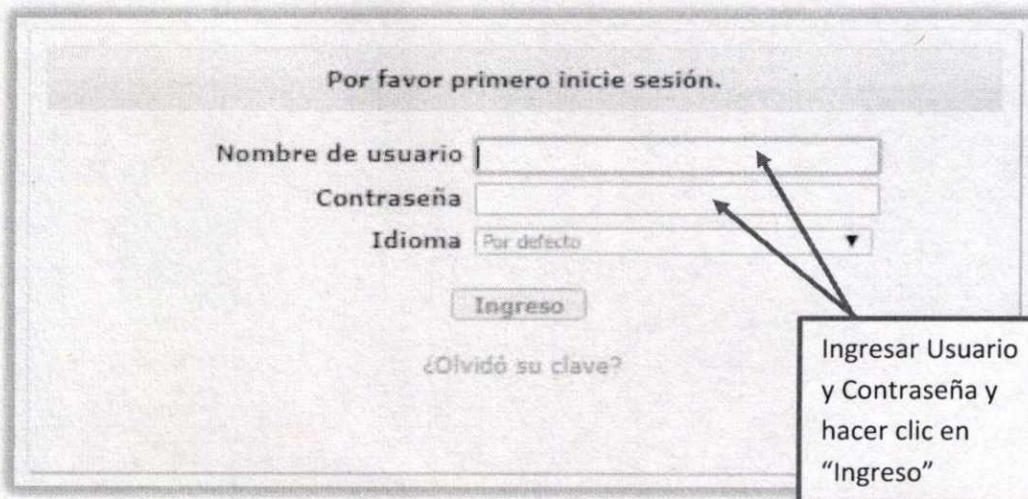 Por favor primero inicie sesión.
Nombre de usuario
Contraseña
Idioma Por defecto
Ingreso
¿Olvidó su clave?
Ingresar Usuario
y Contraseña y
hacer clic en
“Ingreso”